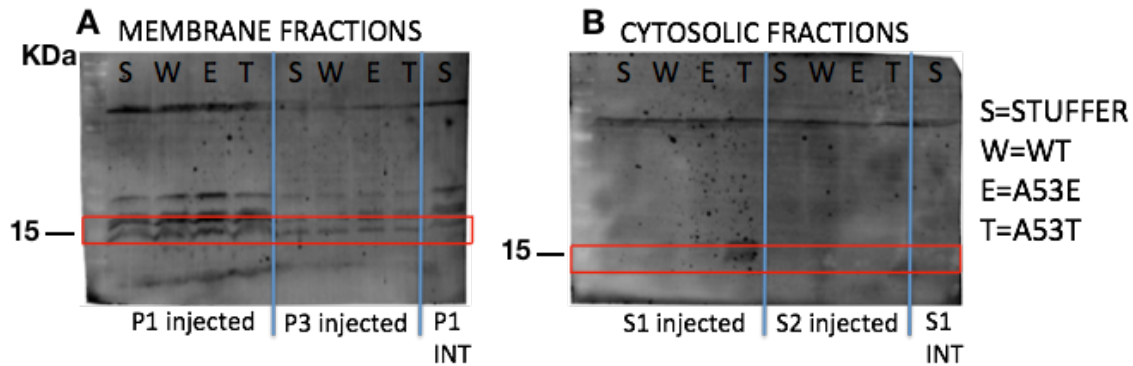 A MEMBRANE FRACTIONS
KDa
S W E T S W E T S
15
P1 injected P3 injected P1 INT
B CYTOSOLIC FRACTIONS
S W E T S W E T S
15
S1 injected S2 injected S1 INT
S=STUFFER
W=WT
E=A53E
T=A53T